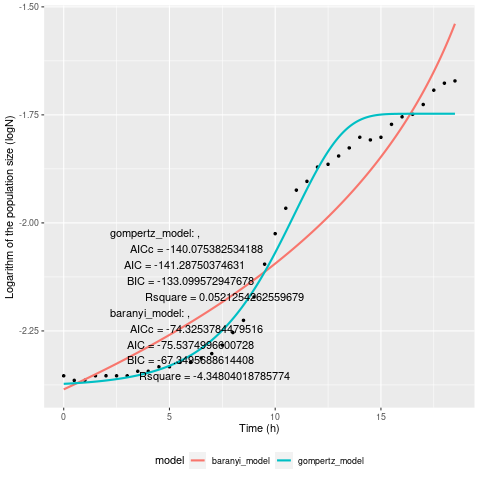 -1.50
-1.75
-2.00
-2.25
Logarithm of the population size (logN)
gompertz_model: ,
AICc = -140.075382534188
AIC = -141.28750374631
BIC = -133.099572947678
Rsquare = 0.0521254262559679
baranyi_model: ,
AICc = -74.3253784479516
AIC = -75.5374996600728
BIC = -67.3495688614408
Rsquare = -4.34804018785774
0 5 10 15
Time (h)
model baranyi_model gompertz_model